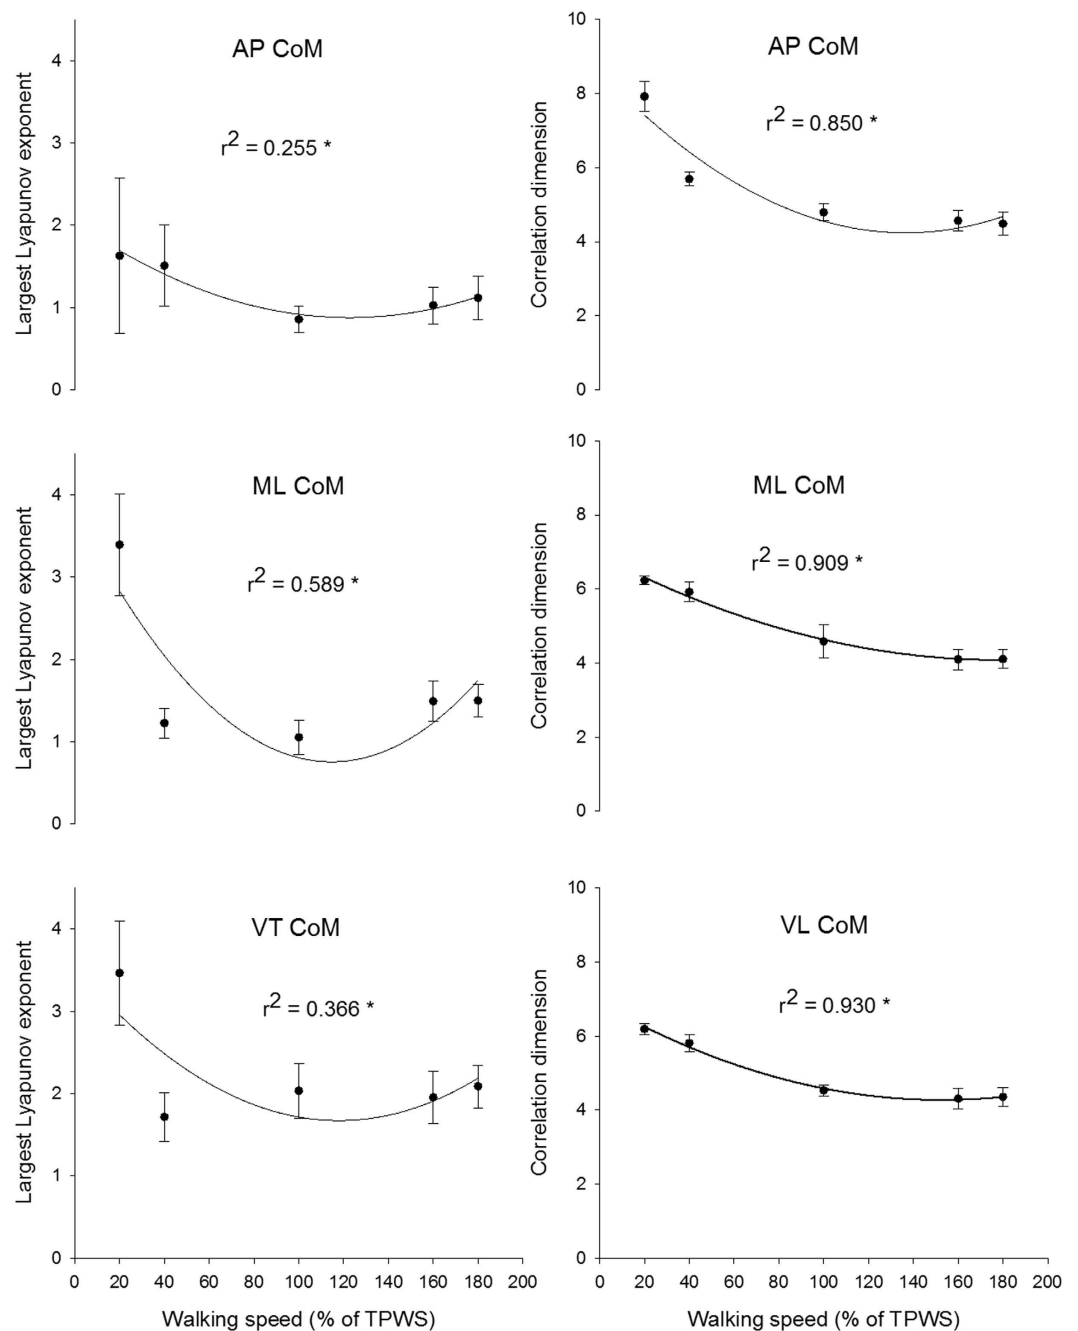 AP CoM
r2 = 0.255 *
Largest Lyapunov exponent
4
3
2
1
0
AP CoM
r2 = 0.850 *
Correlation dimension
10
8
6
4
2
0
ML CoM
r2 = 0.589 *
Largest Lyapunov exponent
4
3
2
1
0
ML CoM
r2 = 0.909 *
Correlation dimension
10
8
6
4
2
0
VT CoM
r2 = 0.366 *
Largest Lyapunov exponent
4
3
2
1
0
0 20 40 60 80 100 120 140 160 180 200
Walking speed (% of TPWS)
VL CoM
r2 = 0.930 *
Correlation dimension
10
8
6
4
2
0
0 20 40 60 80 100 120 140 160 180 200
Walking speed (% of TPWS)